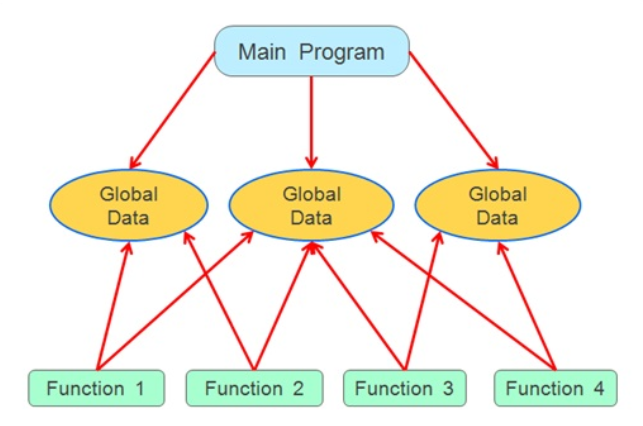 Main Program
Global
Data
Global
Data
Global
Data
Function 1
Function 2
Function 3
Function 4